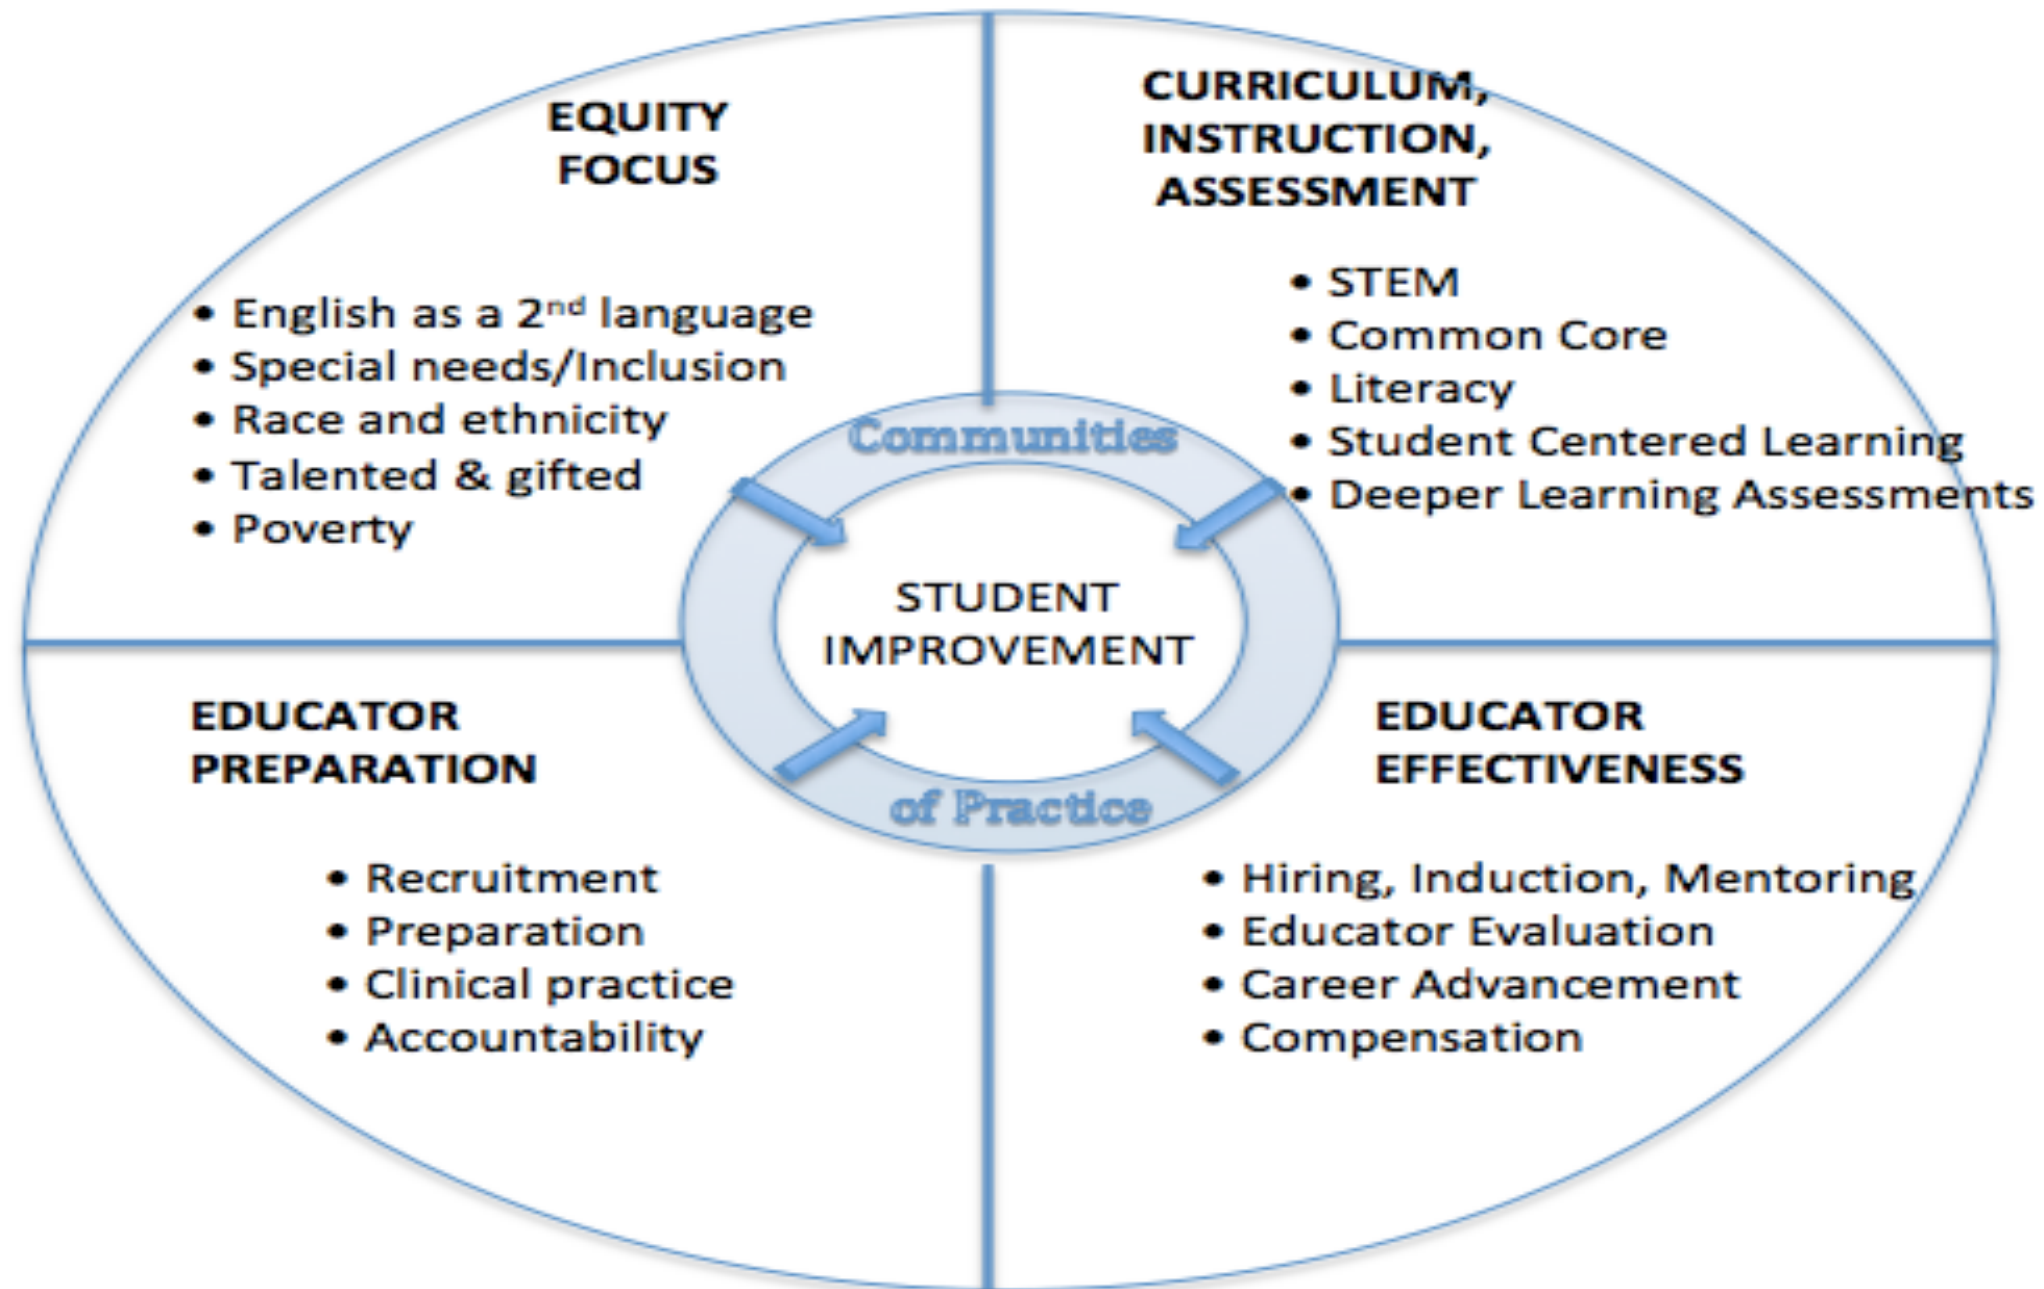 EQUITY
FOCUS
• English as a 2nd language
• Special needs/Inclusion
• Race and ethnicity
• Talented & gifted
• Poverty
CURRICULUM,
INSTRUCTION,
ASSESSMENT
• STEM
• Common Core
• Literacy
• Student Centered Learning
• Deeper Learning Assessments
Communities
STUDENT
IMPROVEMENT
of Practice
EDUCATOR
PREPARATION
• Recruitment
• Preparation
• Clinical practice
• Accountability
EDUCATOR
EFFECTIVENESS
• Hiring, Induction, Mentoring
• Educator Evaluation
• Career Advancement
• Compensation